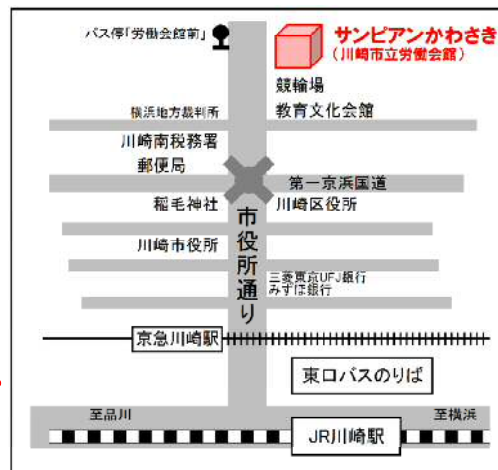 バス停「労働会館前」
サンピアンかわさき
（川崎市立労働会館）
競輪場
横浜地方裁判所
教育文化会館
川崎南税務署
郵便局
第一京浜国道
稲毛神社
川崎区役所
市役所通り
川崎市役所
三菱東京UFJ銀行
みずほ銀行
京急川崎駅
東口バスのりば
至品川
至横浜
JR川崎駅